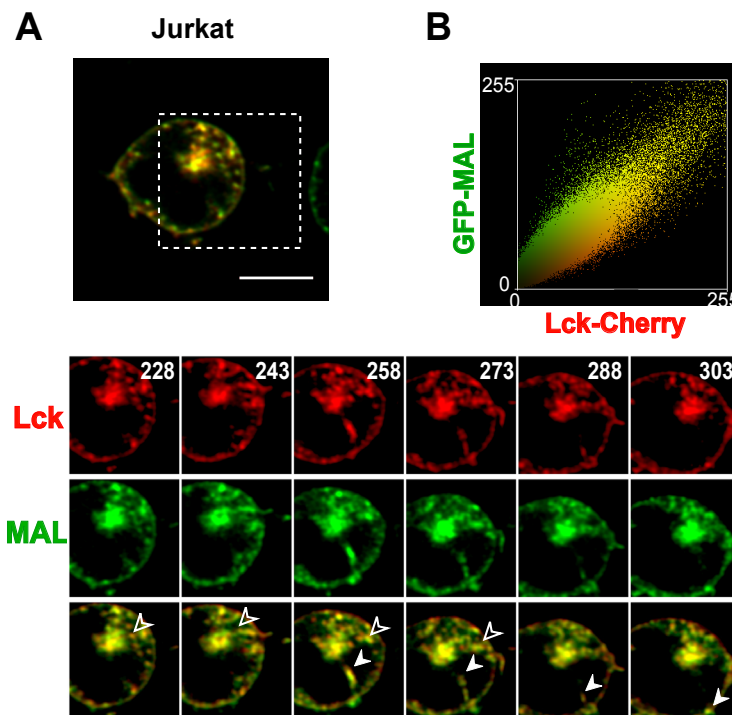 A
Jurkat
B
255
GFP-MAL
0
0
255
Lck-Cherry
228
243
258
273
288
303
Lck
MAL